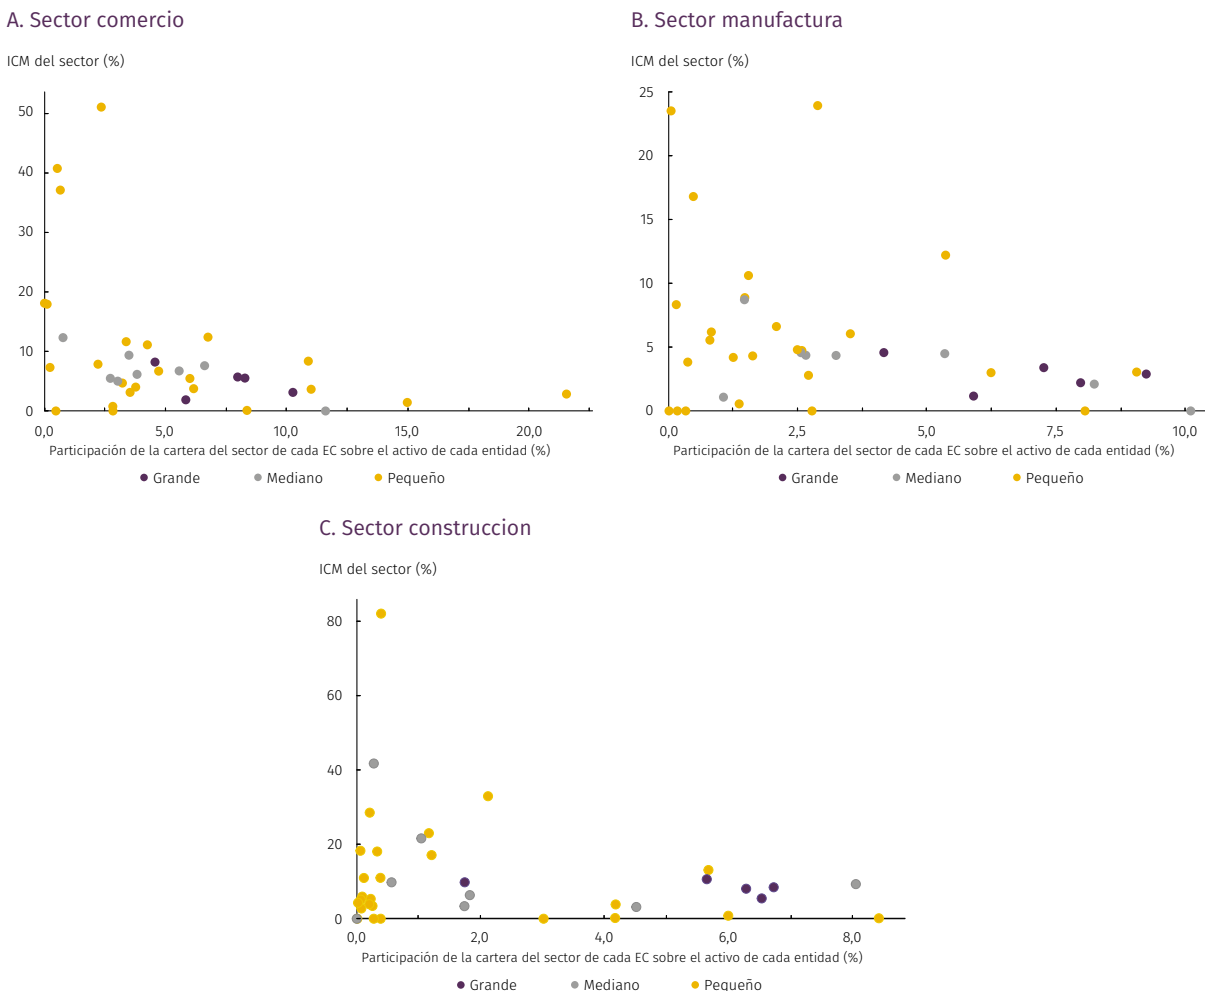 A. Sector comercio
ICM del sector (%)
50
40
30
20
10
0
0,0 5,0 10,0 15,0 20,0
Participación de la cartera del sector de cada EC sobre el activo de cada entidad (%)
Grande Mediano Pequeño
B. Sector manufactura
ICM del sector (%)
25
20
15
10
5
0
0,0 2,5 5,0 7,5 10,0
Participación de la cartera del sector de cada EC sobre el activo de cada entidad (%)
Grande Mediano Pequeño
C. Sector construccion
ICM del sector (%)
80
60
40
20
0
0,0 2,0 4,0 6,0 8,0
Participación de la cartera del sector de cada EC sobre el activo de cada entidad (%)
Grande Mediano Pequeño